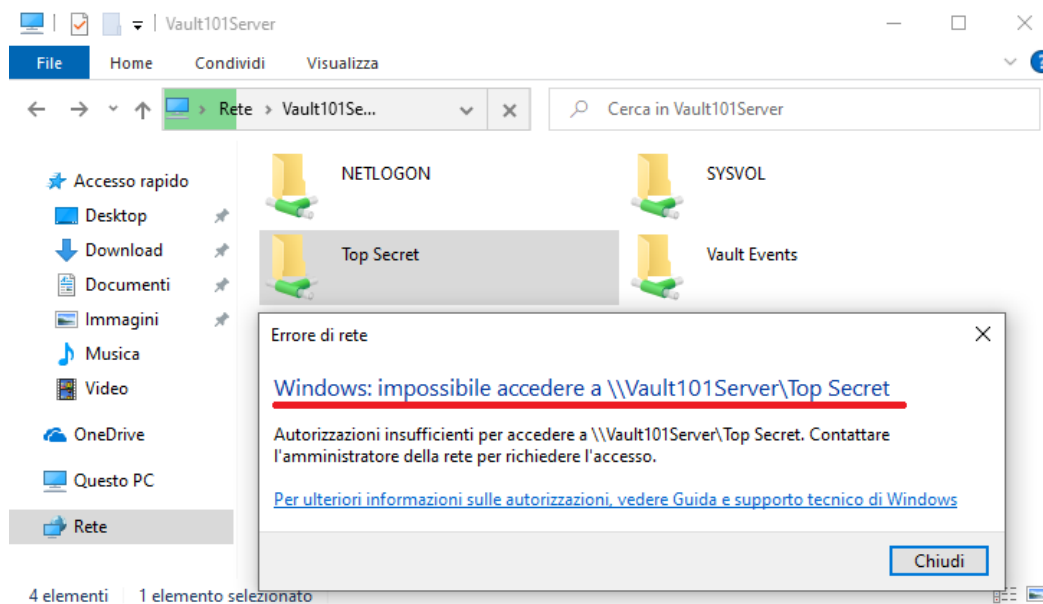 Vault101Server
File Home Condividi Visualizza
Rete Vault101Se... Cerca in Vault101Server
Accesso rapido
Desktop
Download
Documenti
Immagini
Musica
Video
OneDrive
Questo PC
Rete
NETLOGON SYSVOL
Top Secret Vault Events
Errore di rete
Windows: impossibile accedere a \\Vault101Server\Top Secret
Autorizzazioni insufficienti per accedere a \\Vault101Server\Top Secret. Contattare
l'amministratore della rete per richiedere l'accesso.
Per ulteriori informazioni sulle autorizzazioni, vedere Guida e supporto tecnico di Windows
Chiudi
4 elementi 1 elemento selezionato